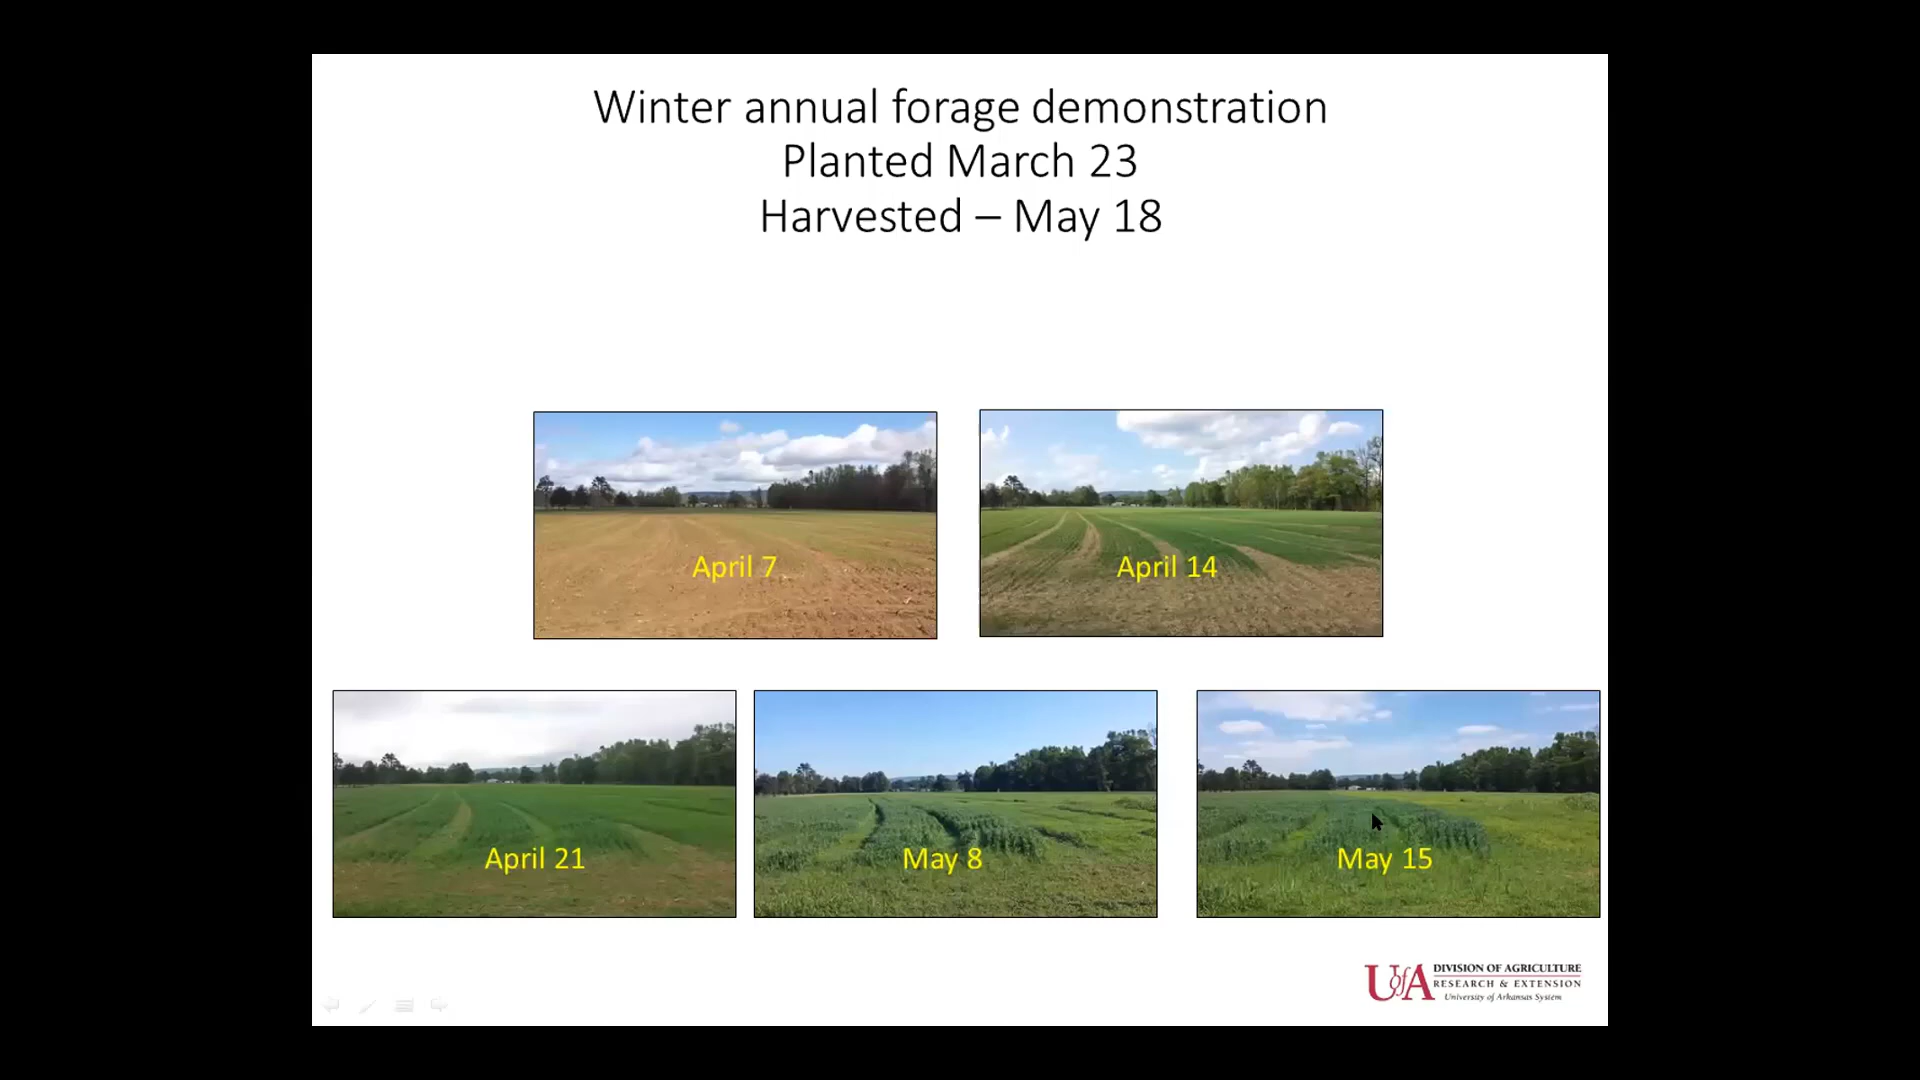 Winter annual forage demonstration
Planted March 23
Harvested – May 18
April 7
April 14
April 21
May 8
May 15
UofA
DIVISION OF AGRICULTURE
RESEARCH & EXTENSION
University of Arkansas System